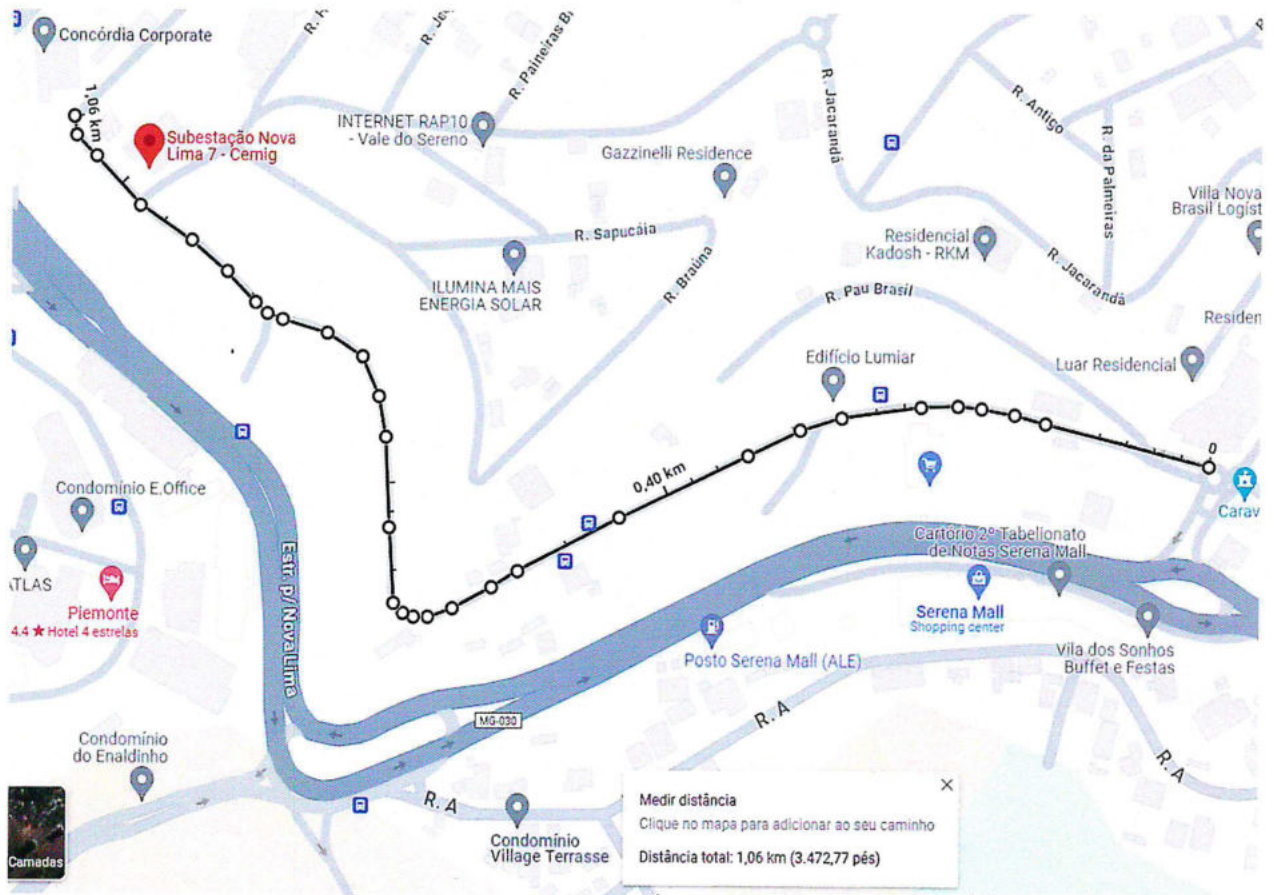 Concórdia Corporate
1,06 km
Subestação Nova
Lima 7 - Cemig
INTERNET RAP10
- Vale do Sereno
R. Paineiras B
Gazzinelli Residence
R. Jacarandá
R. Antigo
R. da Palmeiras
Villa Nova
Brasil Logíst
R. Sapucáia
R. Braúna
ILUMINA MAIS
ENERGIA SOLAR
Residencial
Kadosh - RKM
R. Jacarandá
R. Pau Brasil
Residen
Edifício Lumiar
Luar Residencial
0
0,40 km
Condomínio E.Office
Carav
Cartório 2º Tabelionato
de Notas Serena Mall
ATLAS
Piemonte
4.4 ★ Hotel 4 estrelas
Estr. p/ Nova Lima
Serena Mall
Shopping center
Posto Serena Mall (ALE)
Vila dos Sonhos
Buffet e Festas
MG-030
R. A
R. A
Condomínio
do Enaldinho
R. A
Condomínio
Village Terrasse
Camadas
Medir distância
Clique no mapa para adicionar ao seu caminho
Distância total: 1,06 km (3.472,77 pés)